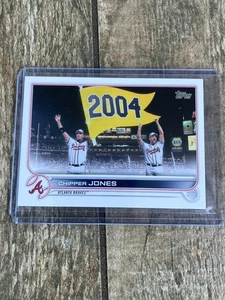 topps
2004
CHIPPER JONES
ATLANTA BRAVES